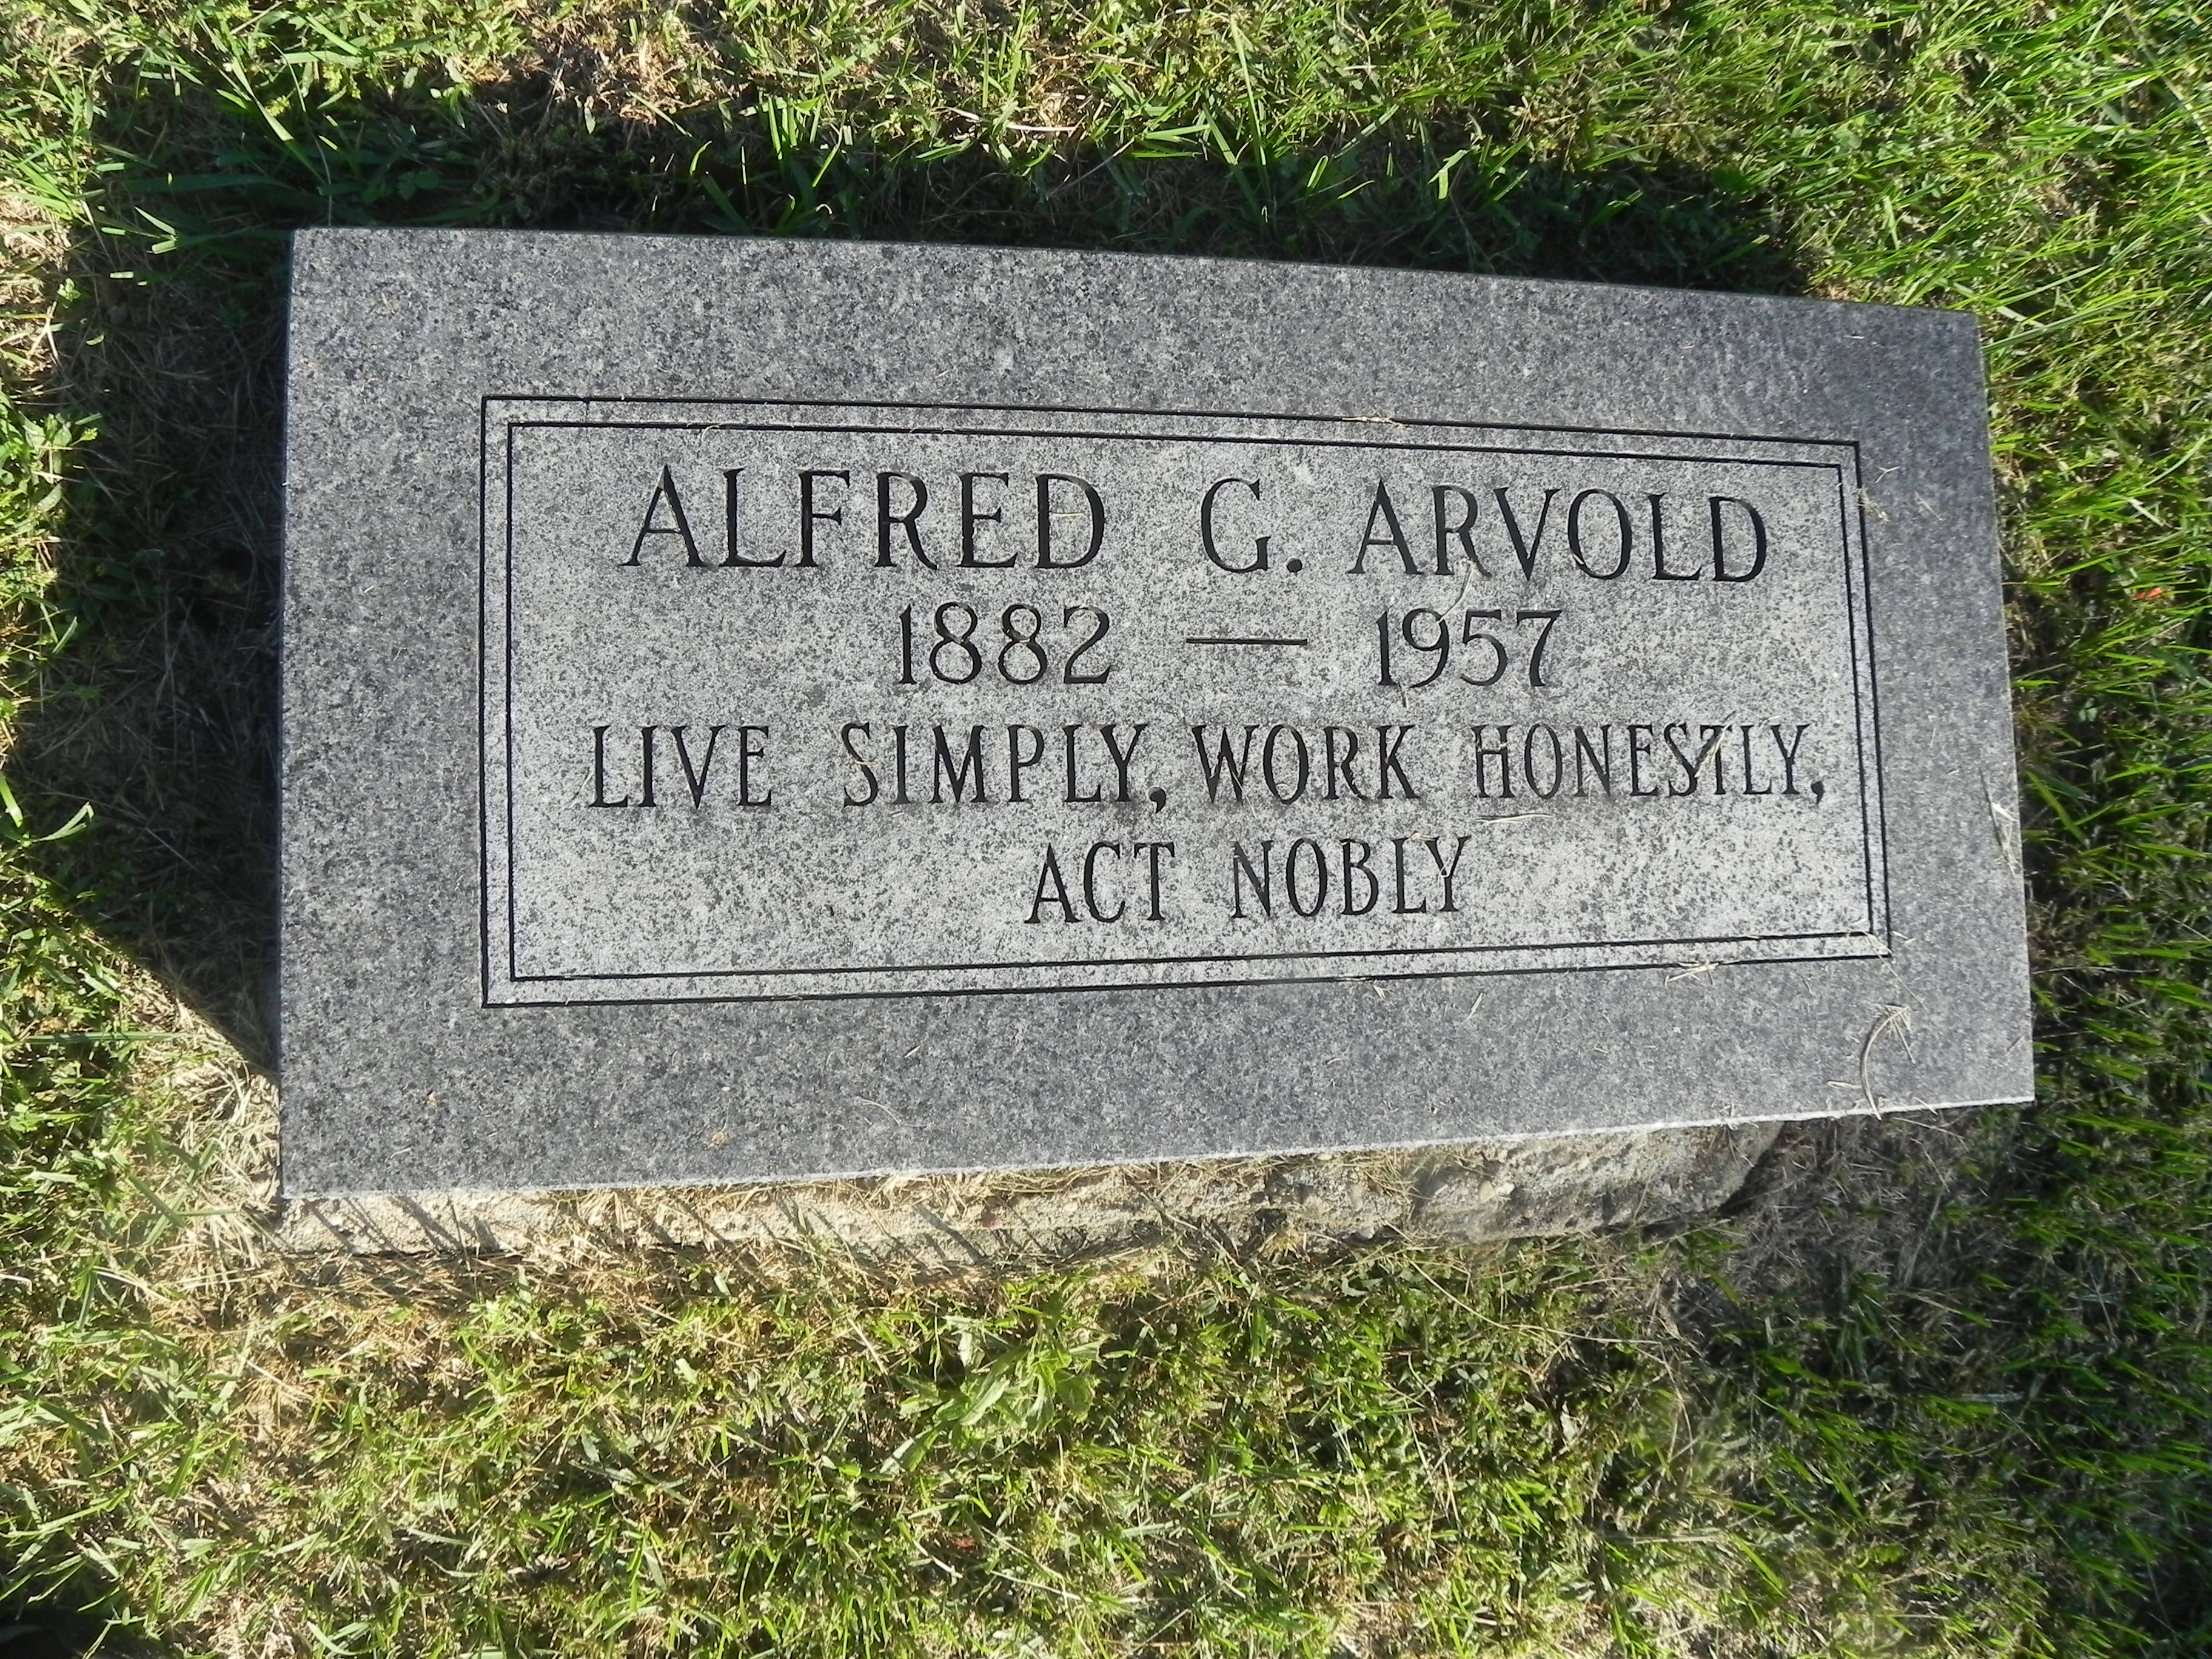 ALFRED G. ARVOLD
1882 — 1957
LIVE SIMPLY, WORK HONESTLY,
ACT NOBLY